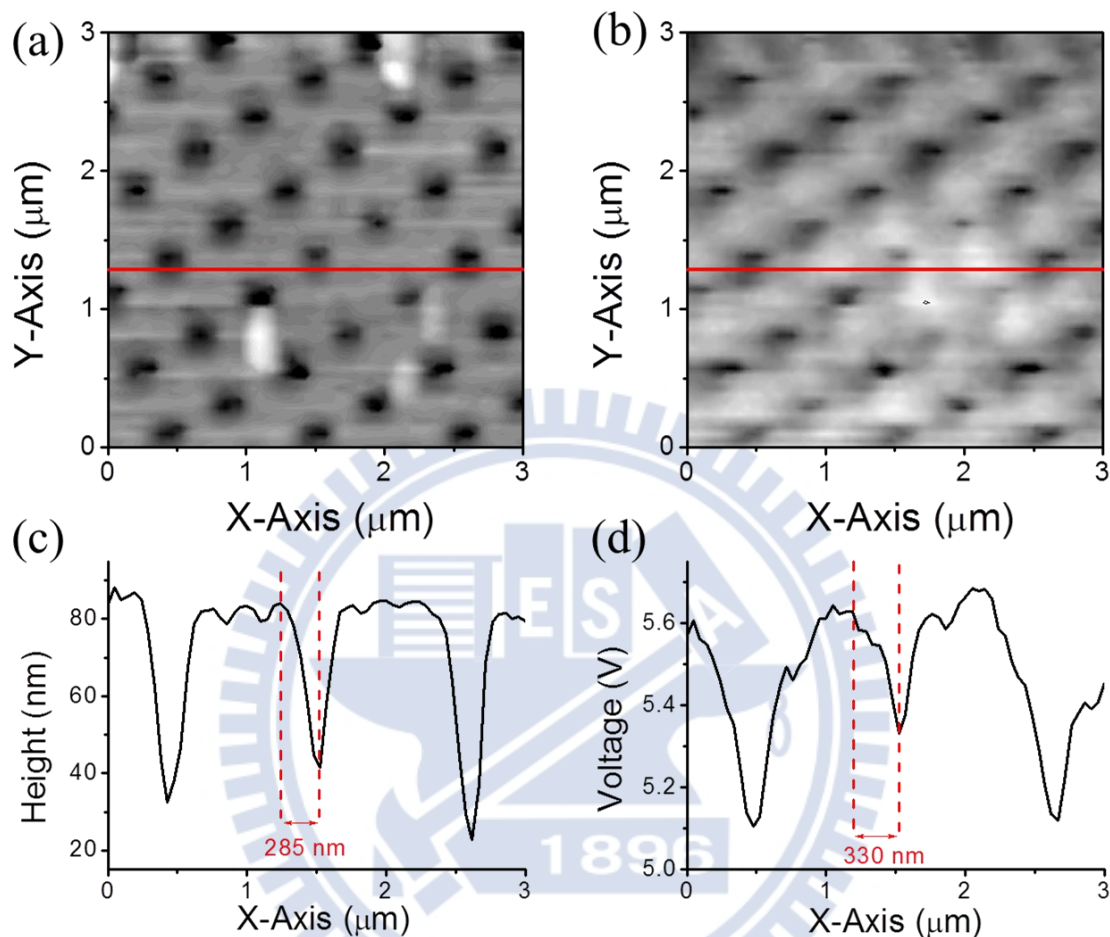 (a)
3
2
1
0
Y-Axis (μm)
0 1 2 3
X-Axis (μm)
(b)
3
2
1
0
Y-Axis (μm)
0 1 2 3
X-Axis (μm)
(c)
80
60
40
20
Height (nm)
285 nm
0 1 2 3
X-Axis (μm)
(d)
5.6
5.4
5.2
5.0
Voltage (V)
330 nm
0 1 2 3
X-Axis (μm)
ESA
1896